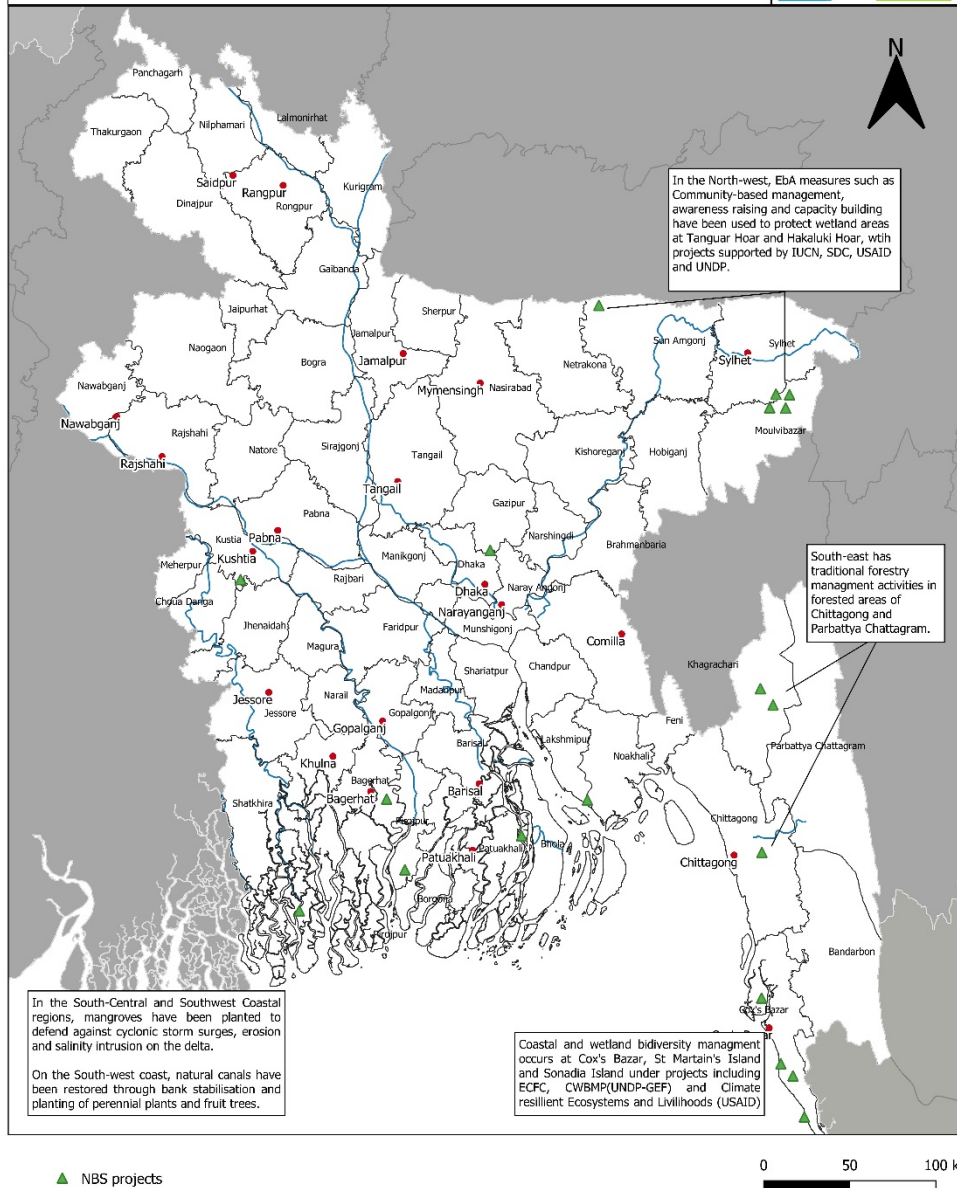 N
Panchagarh
Thakurgaon
Nilphamari
Lalmonirhat
Saidpur
Rangpur
Dinajpur
Rongpur
Kurigram
Gaibanda
In the North-west, EbA measures such as
Community-based management,
awareness raising and capacity building
have been used to protect wetland areas
at Tanguar Hoar and Hakaluki Hoar, wtih
projects supported by IUCN, SDC, USAID
and UNDP.
Jaipurhat
Sherpur
Jamalpur
Naogaon
Bogra
Jamalpur
Netrakona
Sun Amgonj
Sylhet
Sylhet
Nawabganj
Mymensingh
Nasirabad
Nawabganj
Rajshahi
Rajshahi
Natore
Sirajgonj
Tangail
Kishoreganj
Hobiganj
Moulvibazar
Tangail
Gazipur
Pabna
Pabna
Narshingdi
Brahmanbaria
Kustia
Kushtia
Meherpur
Manikgonj
Dhaka
Rajbari
Dhaka
Naray Angonj
Choua Danga
Narayanganj
Munshigonj
Jhenaidah
Faridpur
Magura
Comilla
South-east has
traditional forestry
managment activities in
forested areas of
Chittagong and
Parbattya Chattagram.
Shariatpur
Chandpur
Khagrachari
Jessore
Jessore
Narail
Madaripur
Gopalgonj
Gopalganj
Feni
Barisal
Lakshmipur
Noakhali
Parbattya Chattagram
Khulna
Bagerhat
Bagerhat
Barisal
Shatkhira
Pirojpur
Chittagong
Patuakhali
Patuakhali
Bhola
Chittagong
Borgona
Pirojpur
Bandarbon
Cox's Bazar
In the South-Central and Southwest Coastal
regions, mangroves have been planted to
defend against cyclonic storm surges, erosion
and salinity intrusion on the delta.
On the South-west coast, natural canals have
been restored through bank stabilisation and
planting of perennial plants and fruit trees.
Coastal and wetland bidiversity managment
occurs at Cox's Bazar, St Martain's Island
and Sonadia Island under projects including
ECFC, CWBMP(UNDP-GEF) and Climate
resillient Ecosystems and Livilihoods (USAID)
NBS projects
0 50 100 k